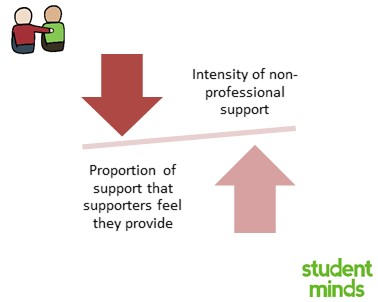 Intensity of non-
professional
support
Proportion of
support that
supporters feel
they provide
student
minds